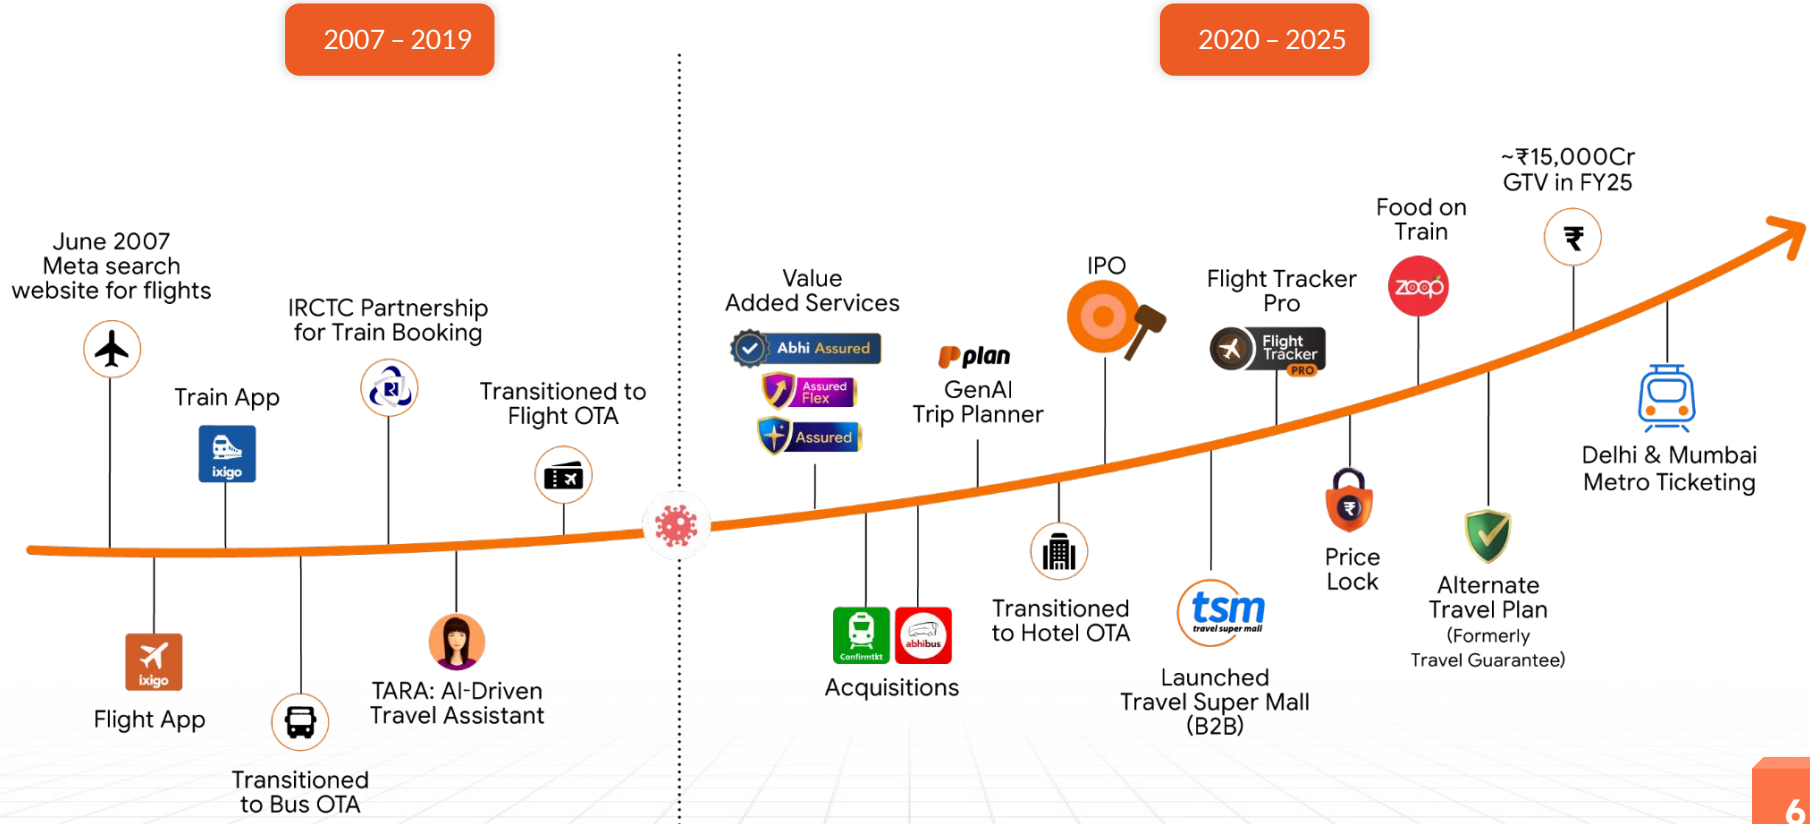 2007 – 2019
2020 – 2025
June 2007
Meta search
website for flights
ixigo
Flight App
Train App
ixigo
Transitioned
to Bus OTA
IRCTC Partnership
for Train Booking
TARA: AI-Driven
Travel Assistant
Transitioned to
Flight OTA
Value
Added Services
Abhi Assured
Assured
Flex
Assured
Confirmtkt
abhibus
Acquisitions
plan
GenAI
Trip Planner
Transitioned
to Hotel OTA
IPO
tsm
travel super mall
Launched
Travel Super Mall
(B2B)
Flight Tracker
Pro
Flight
Tracker
PRO
₹
Price
Lock
Food on
Train
zoop
Alternate
Travel Plan
(Formerly
Travel Guarantee)
~₹15,000Cr
GTV in FY25
₹
Delhi & Mumbai
Metro Ticketing
6